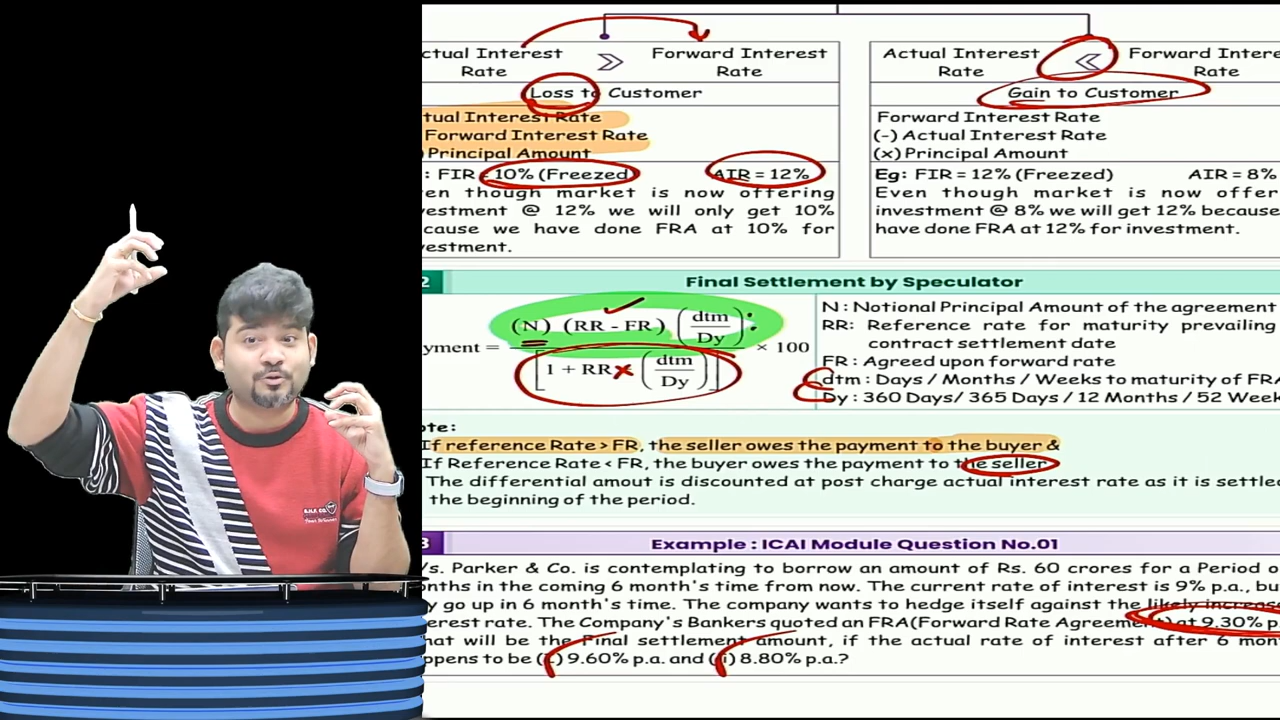 ctual Interest Rate
Forward Interest Rate
Loss to Customer
tual Interest Rate
Forward Interest Rate
) Principal Amount
: FIR = 10% (Freezed)
AIR = 12%
en though market is now offering
vestment @ 12% we will only get 10%
cause we have done FRA at 10% for
vestment.
Actual Interest Rate
Forward Intere
Rate
Gain to Customer
Forward Interest Rate
(-) Actual Interest Rate
(x) Principal Amount
Eg: FIR = 12% (Freezed)
AIR = 8%
Even though market is now offer
investment @ 8% we will get 12% because
have done FRA at 12% for investment.
2
Final Settlement by Speculator
yment = (N) (RR - FR) (dtm/Dy) / [1 + RR × (dtm/Dy)] × 100
N : Notional Principal Amount of the agreement
RR: Reference rate for maturity prevailing
contract settlement date
FR : Agreed upon forward rate
dtm : Days / Months / Weeks to maturity of FRA
Dy : 360 Days/ 365 Days / 12 Months / 52 Week
ote:
If reference Rate > FR, the seller owes the payment to the buyer &
If Reference Rate < FR, the buyer owes the payment to the seller
The differential amout is discounted at post charge actual interest rate as it is settle
the beginning of the period.
3
Example : ICAI Module Question No.01
/s. Parker & Co. is contemplating to borrow an amount of Rs. 60 crores for a Period o
nths in the coming 6 month's time from now. The current rate of interest is 9% p.a., bu
y go up in 6 month's time. The company wants to hedge itself against the likely increas
erest rate. The Company's Bankers quoted an FRA(Forward Rate Agreement) at 9.30% p
hat will be the Final settlement amount, if the actual rate of interest after 6 mon
ppens to be (i) 9.60% p.a. and (ii) 8.80% p.a.?